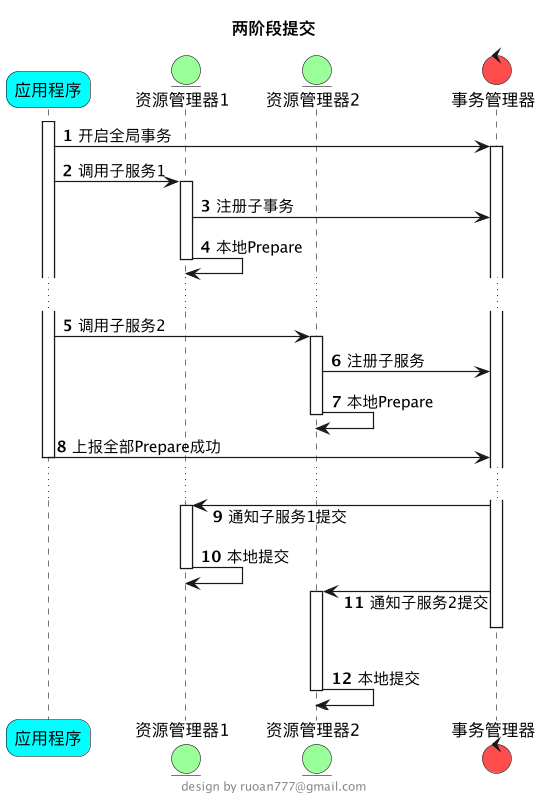 两阶段提交
应用程序
资源管理器1
资源管理器2
事务管理器
1 开启全局事务
2 调用子服务1
3 注册子事务
4 本地Prepare
5 调用子服务2
6 注册子服务
7 本地Prepare
8 上报全部Prepare成功
9 通知子服务1提交
10 本地提交
11 通知子服务2提交
12 本地提交
应用程序
资源管理器1
资源管理器2
事务管理器
design by ruoan777@gmail.com